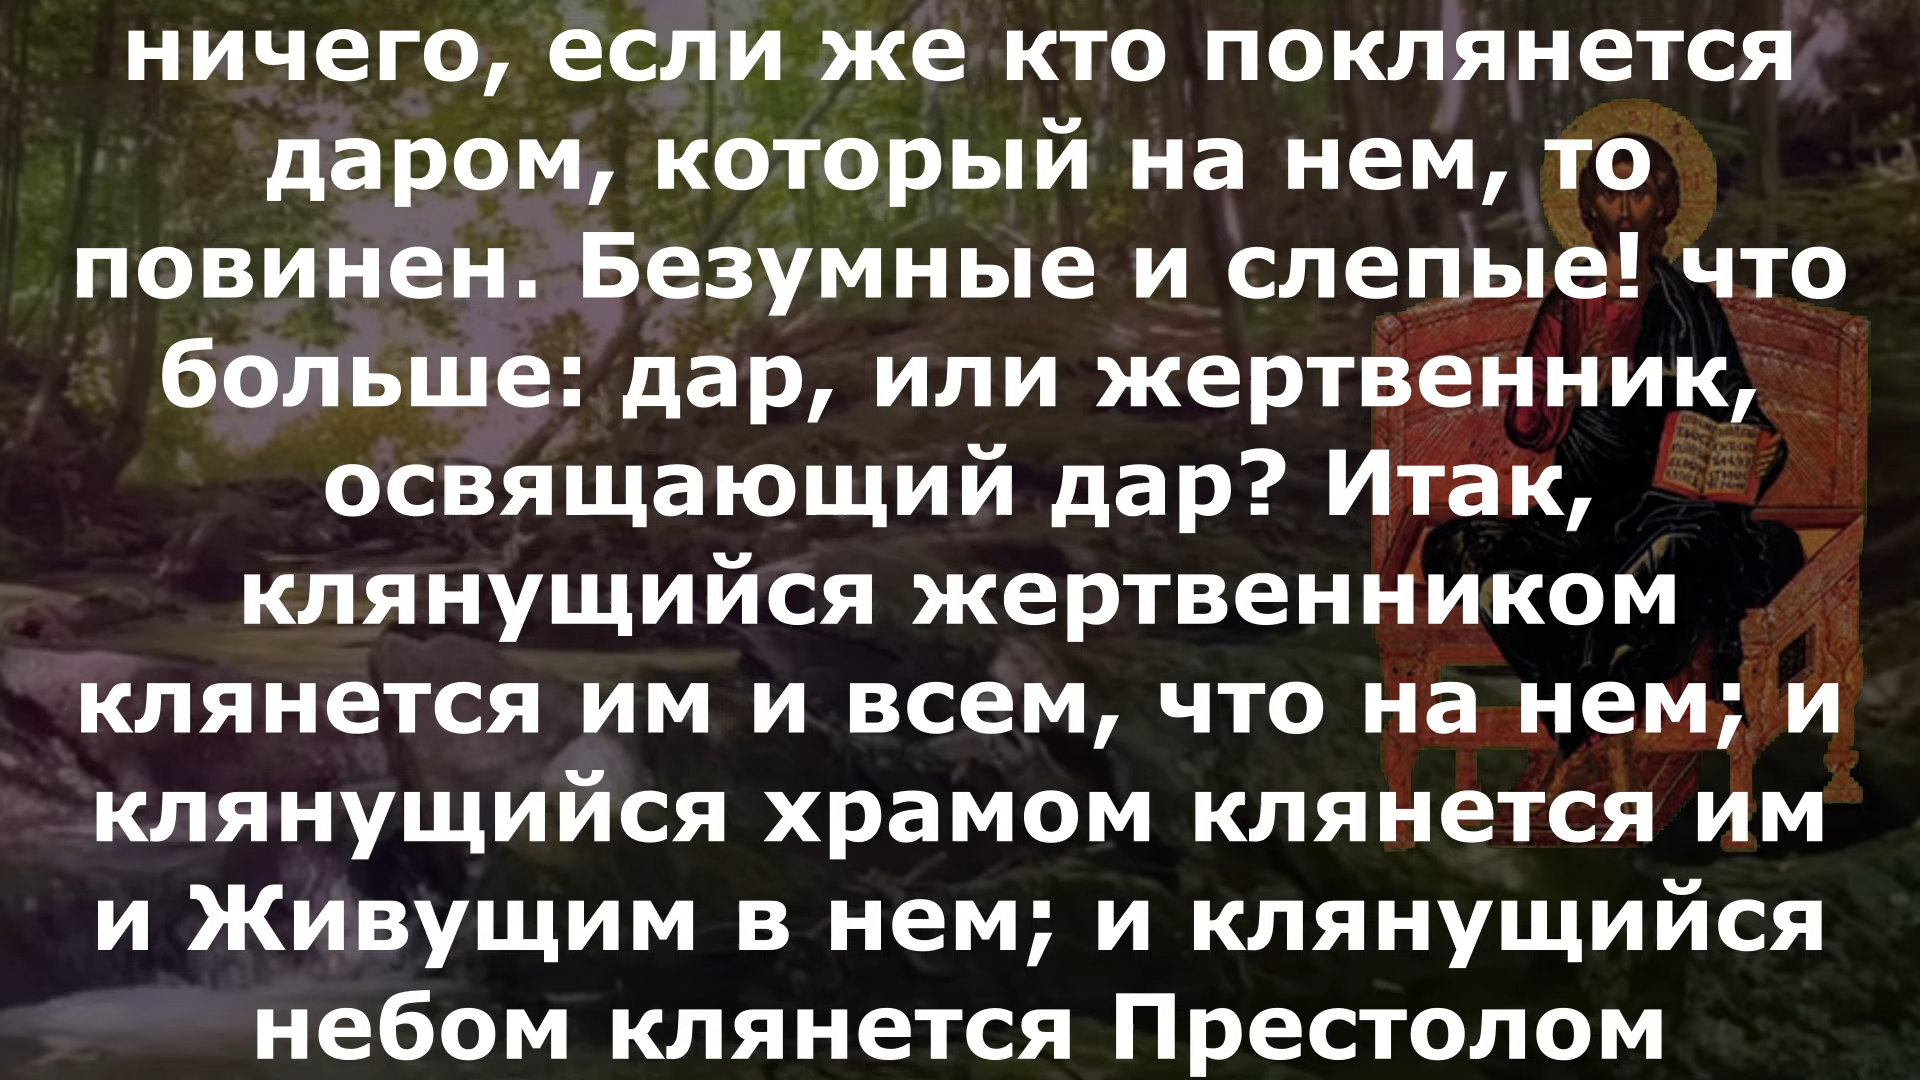 ничего, если же кто поклянется
даром, который на нем, то
повинен. Безумные и слепые! что
больше: дар, или жертвенник,
освящающий дар? Итак,
клянущийся жертвенником
клянется им и всем, что на нем; и
клянущийся храмом клянется им
и Живущим в нем; и клянущийся
небом клянется Престолом